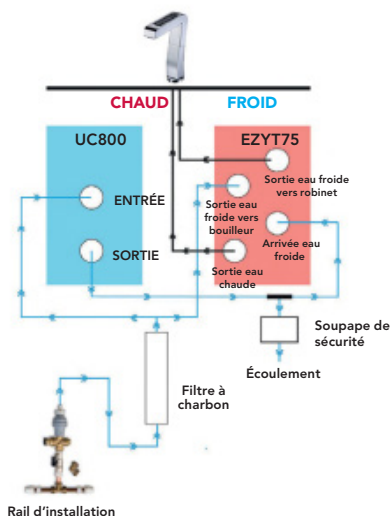 CHAUD
FROID
UC800
EZYT75
ENTRÉE
SORTIE
Sortie eau froide
vers robinet
Sortie eau
froide vers
bouilleur
Arrivée eau
froide
Sortie eau
chaude
Soupape de
sécurité
Écoulement
Filtre à
charbon
Rail d'installation